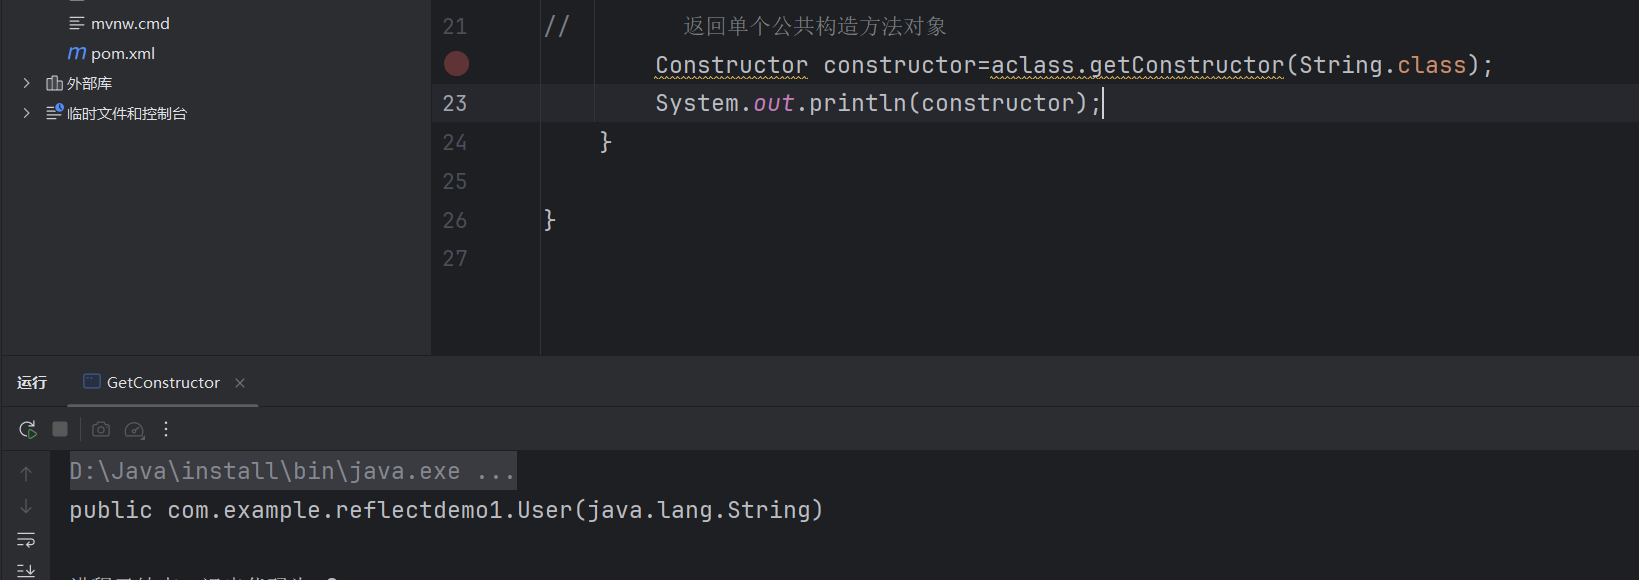 mvnw.cmd
m pom.xml
外部库
临时文件和控制台
21 // 返回单个公共构造方法对象
Constructor constructor=aclass.getConstructor(String.class);
23 System.out.println(constructor);
24 }
25
26 }
27
运行 GetConstructor ×
D:\Java\install\bin\java.exe ...
public com.example.reflectdemo1.User(java.lang.String)